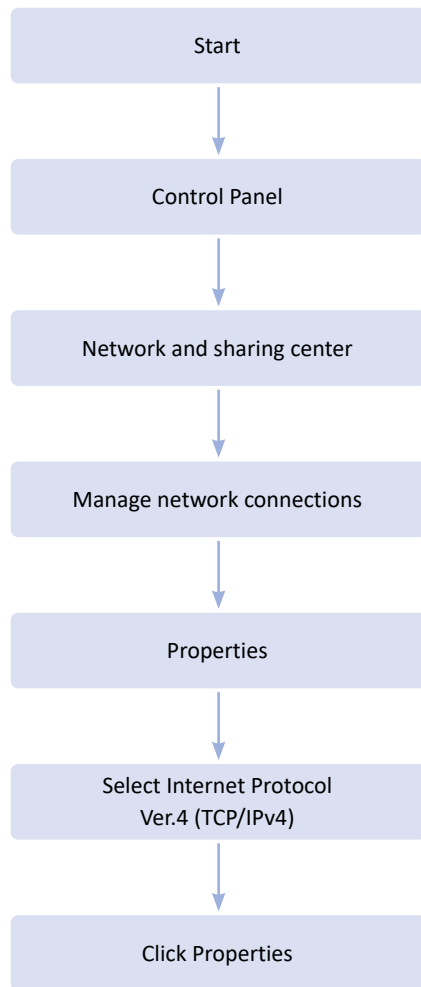 Start
Control Panel
Network and sharing center
Manage network connections
Properties
Select Internet Protocol
Ver.4 (TCP/IPv4)
Click Properties